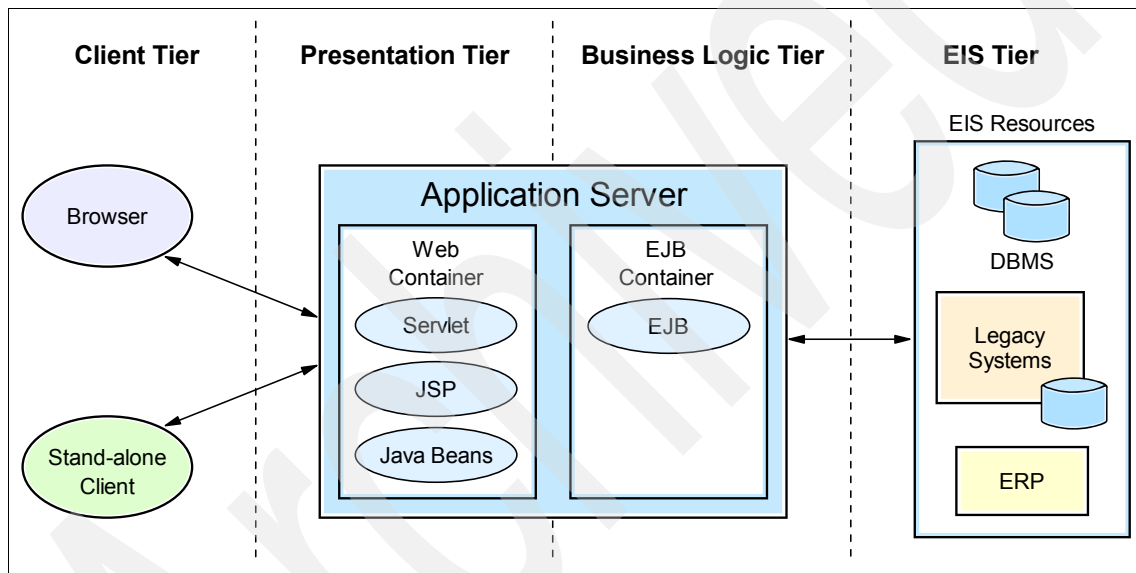 Client Tier
Presentation Tier
Business Logic Tier
EIS Tier
EIS Resources
Application Server
Browser
Web
Container
EJB
Container
DBMS
Servlet
EJB
Legacy
Systems
JSP
Java Beans
Stand-alone
Client
ERP
Archived